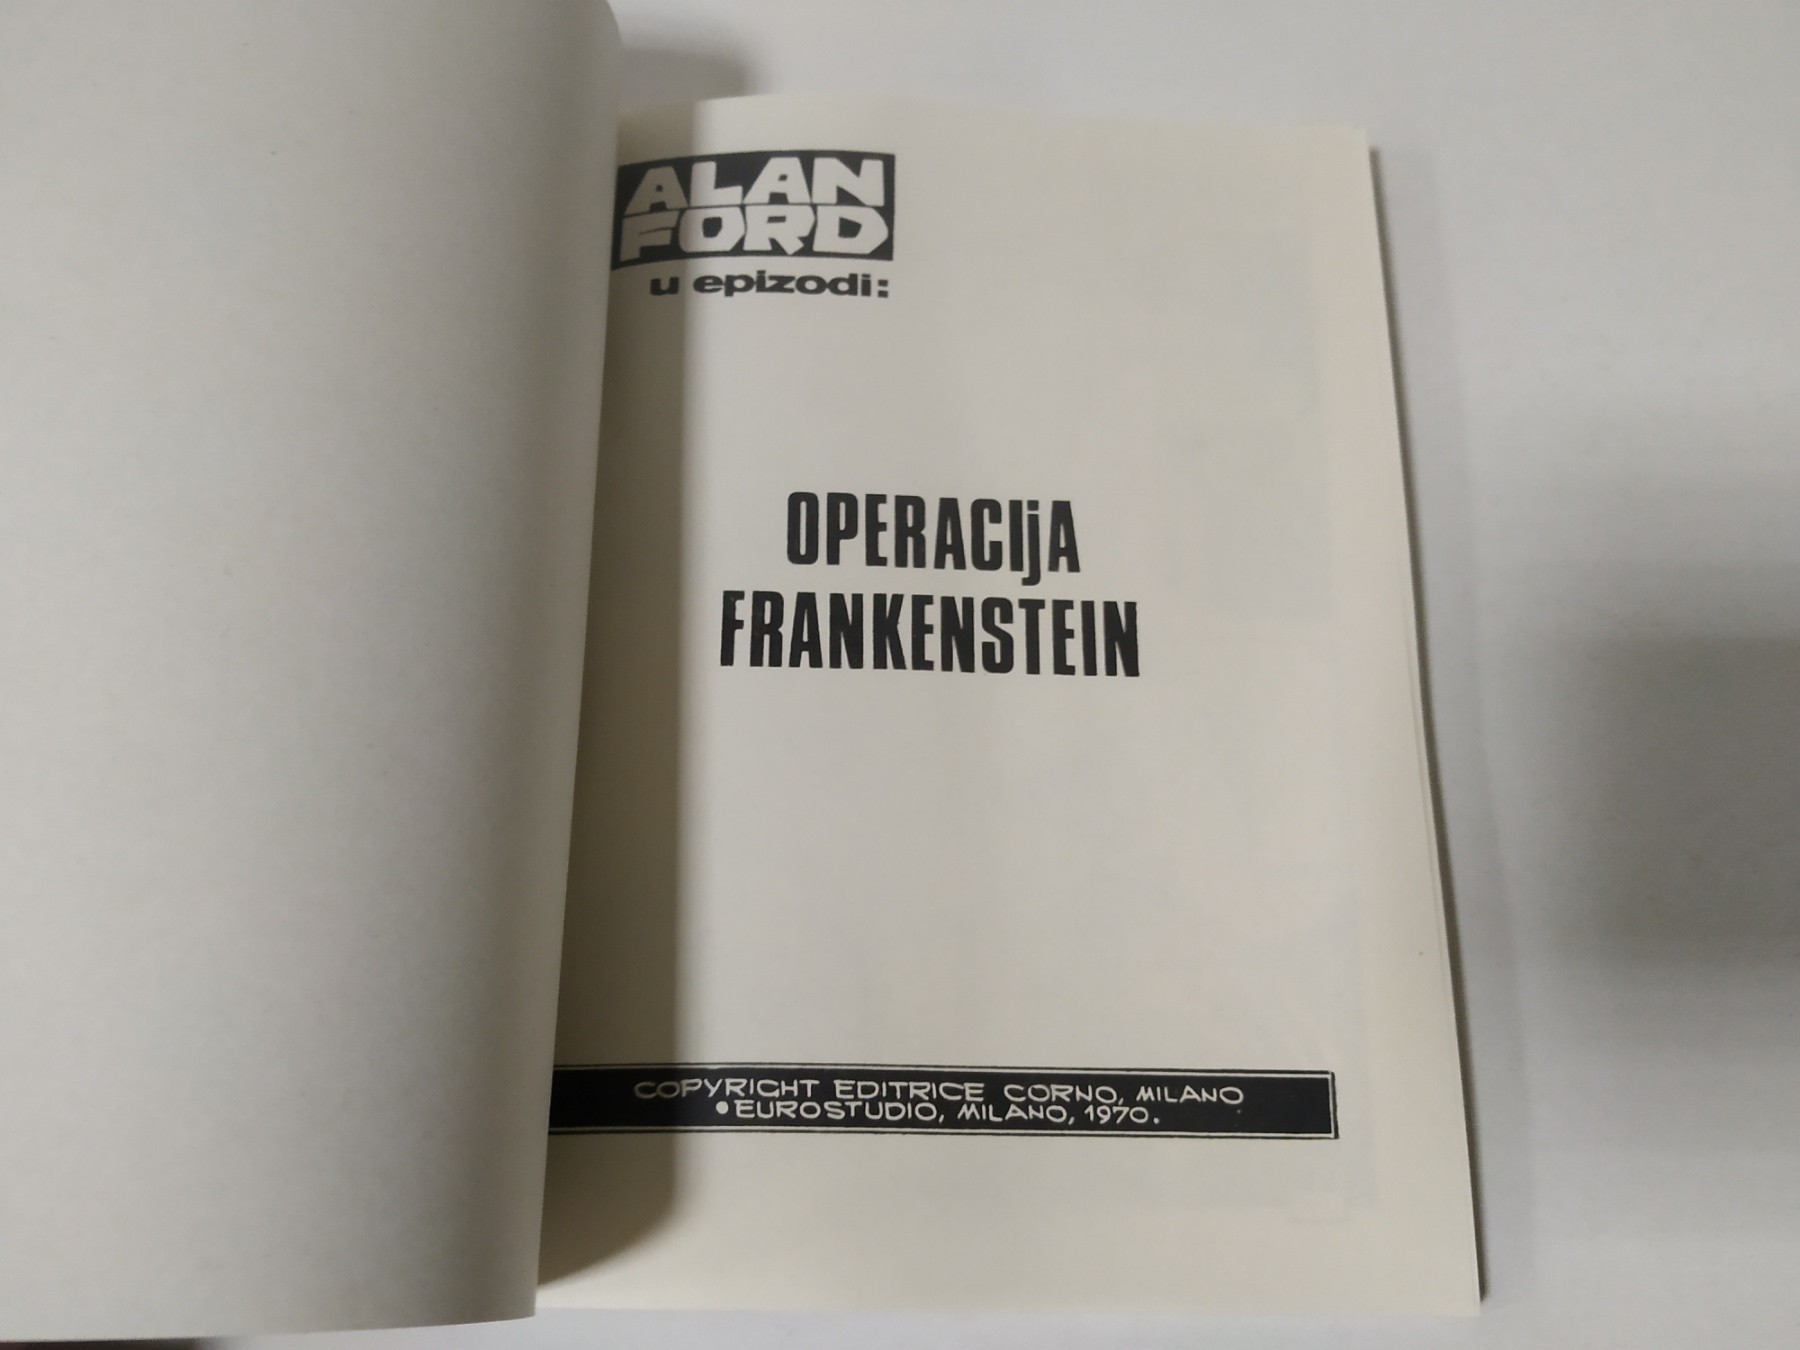 ALAN
FORD
u epizodi:
OPERACIjA
FRANKENSTEIN
COPYRIGHT EDITRICE CORNO, MILANO
•EUROSTUDIO, MILANO, 1970.